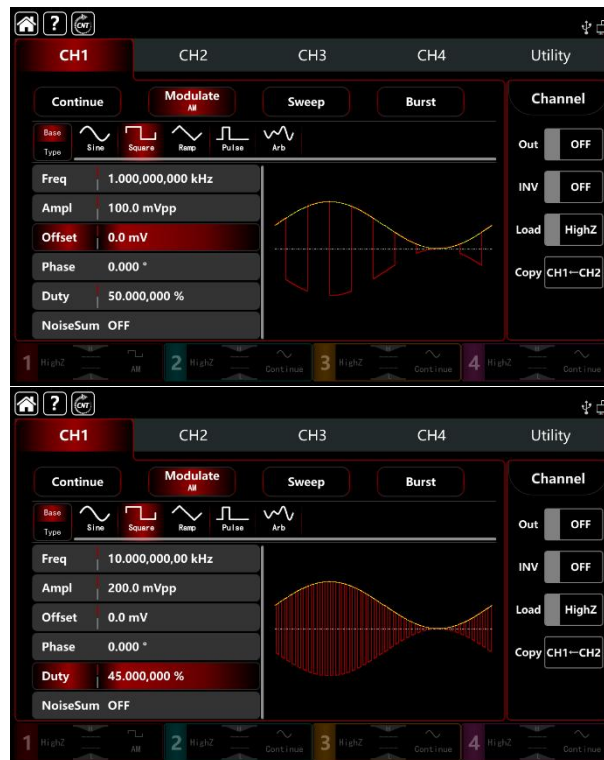 ? CNT
CH1 CH2 CH3 CH4 Utility
Continue Modulate AM Sweep Burst Channel
Base Type Sine Square Ramp Pulse Arb
Out OFF
Freq 1.000,000,000 kHz
INV OFF
Ampl 100.0 mVpp
Load HighZ
Offset 0.0 mV
Copy CH1←CH2
Phase 0.000 °
Duty 50.000,000 %
NoiseSum OFF
1 HighZ AM 2 HighZ Continue 3 HighZ Continue 4 HighZ Continue
? CNT
CH1 CH2 CH3 CH4 Utility
Continue Modulate AM Sweep Burst Channel
Base Type Sine Square Ramp Pulse Arb
Out OFF
Freq 10.000,000,00 kHz
INV OFF
Ampl 200.0 mVpp
Load HighZ
Offset 0.0 mV
Copy CH1←CH2
Phase 0.000 °
Duty 45.000,000 %
NoiseSum OFF
1 HighZ AM 2 HighZ Continue 3 HighZ Continue 4 HighZ Continue